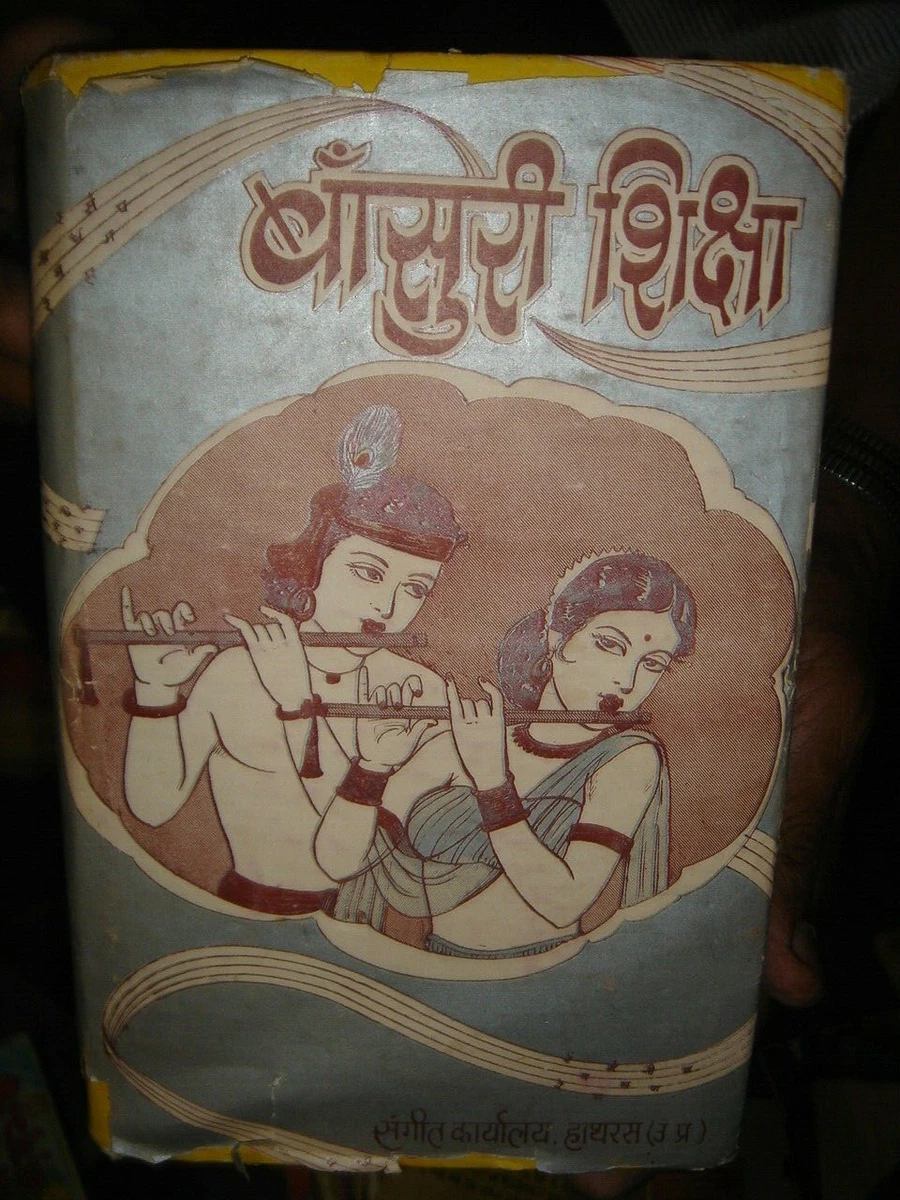 बाँसुरी शिक्षा
संगीत कार्यालय, हाथरस (उ प्र)